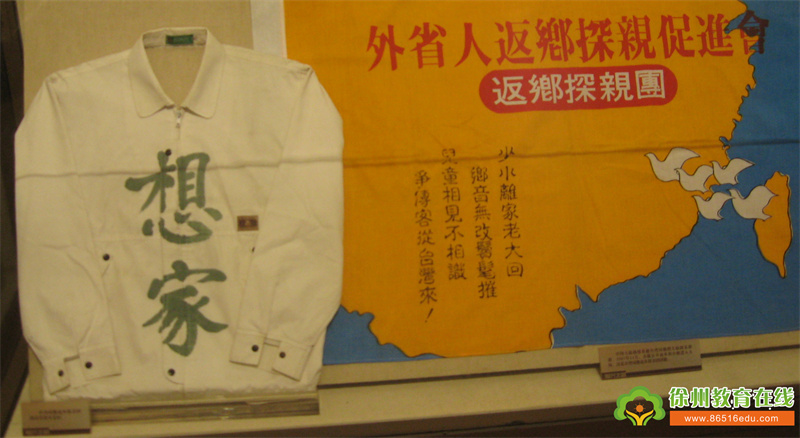 想
家
外省人返鄉探親促進會
返鄉探親團
少小離家老大回
鄉音無改鬢髦摧
兒童相見不相識
爭傳客從台灣來！
徐州教育在线
www.86516edu.com